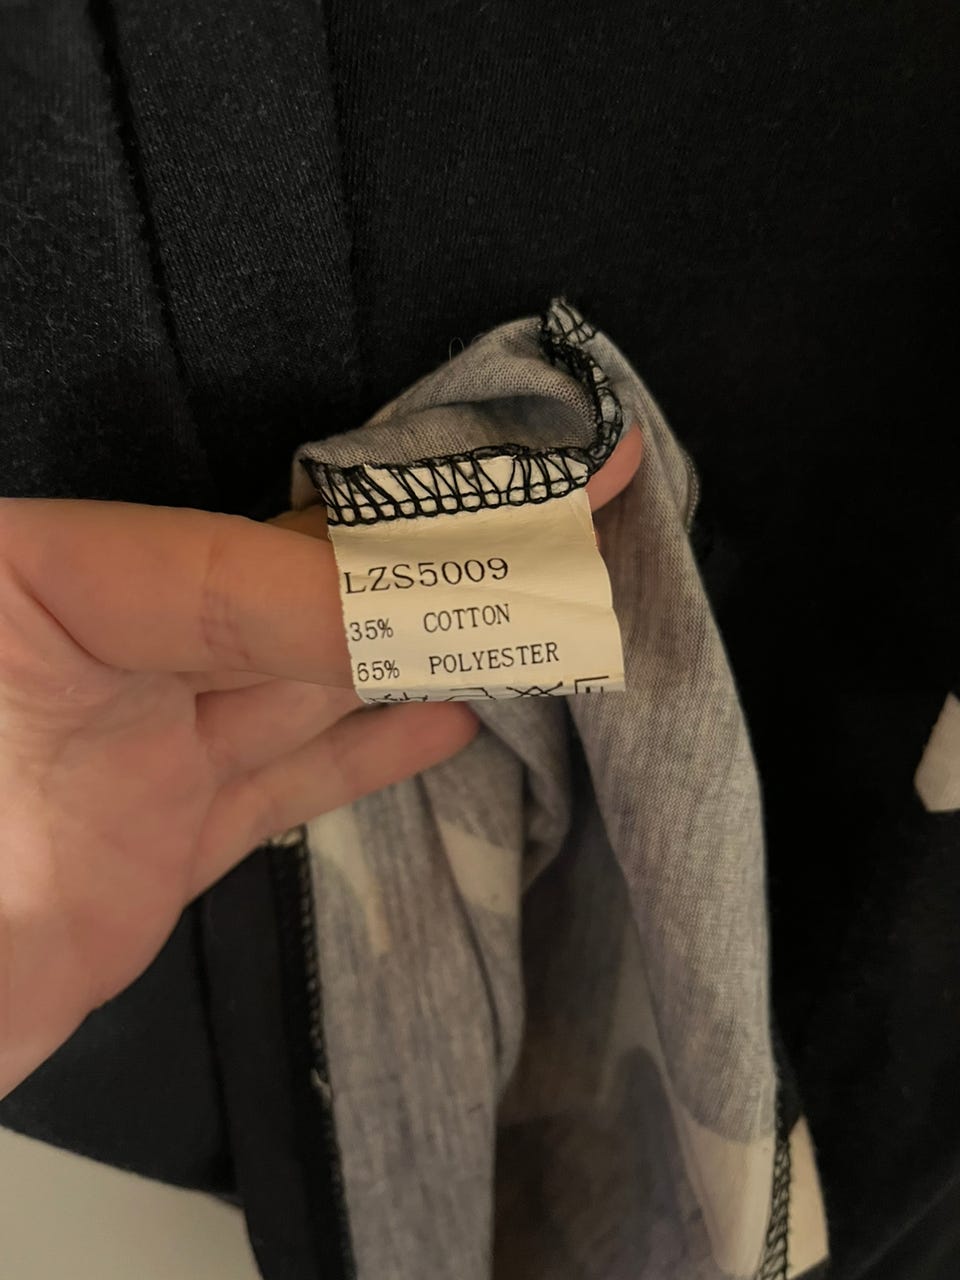 LZS5009
35% COTTON
65% POLYESTER